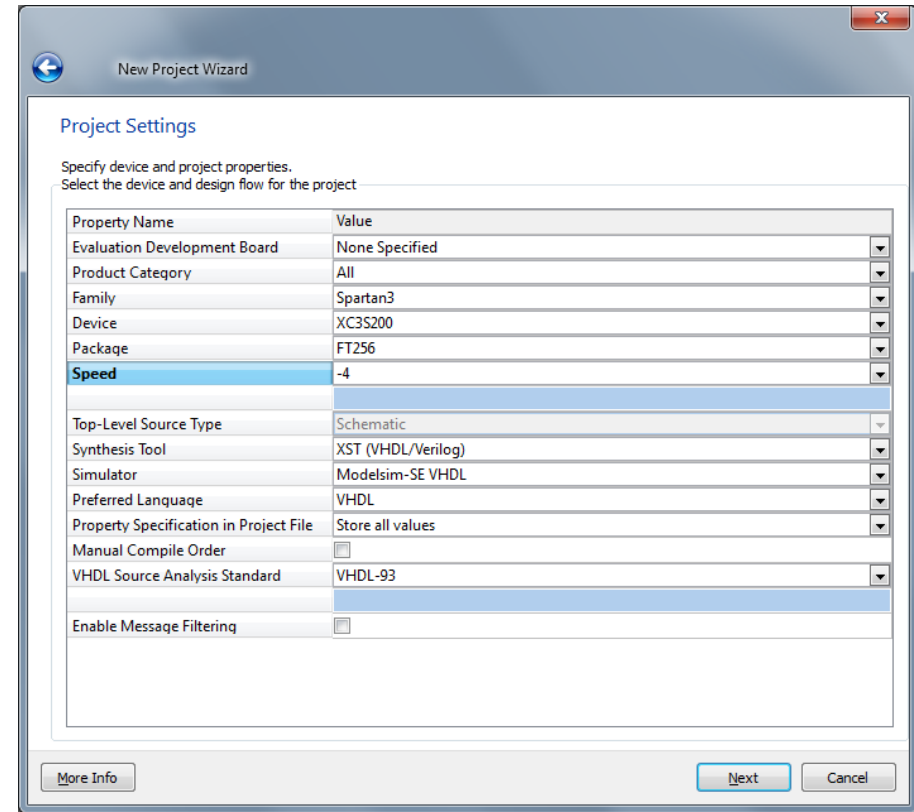 New Project Wizard
Project Settings
Specify device and project properties.
Select the device and design flow for the project
Property Name Value
Evaluation Development Board None Specified
Product Category All
Family Spartan3
Device XC3S200
Package FT256
Speed -4
Top-Level Source Type Schematic
Synthesis Tool XST (VHDL/Verilog)
Simulator Modelsim-SE VHDL
Preferred Language VHDL
Property Specification in Project File Store all values
Manual Compile Order
VHDL Source Analysis Standard VHDL-93
Enable Message Filtering
More Info Next Cancel